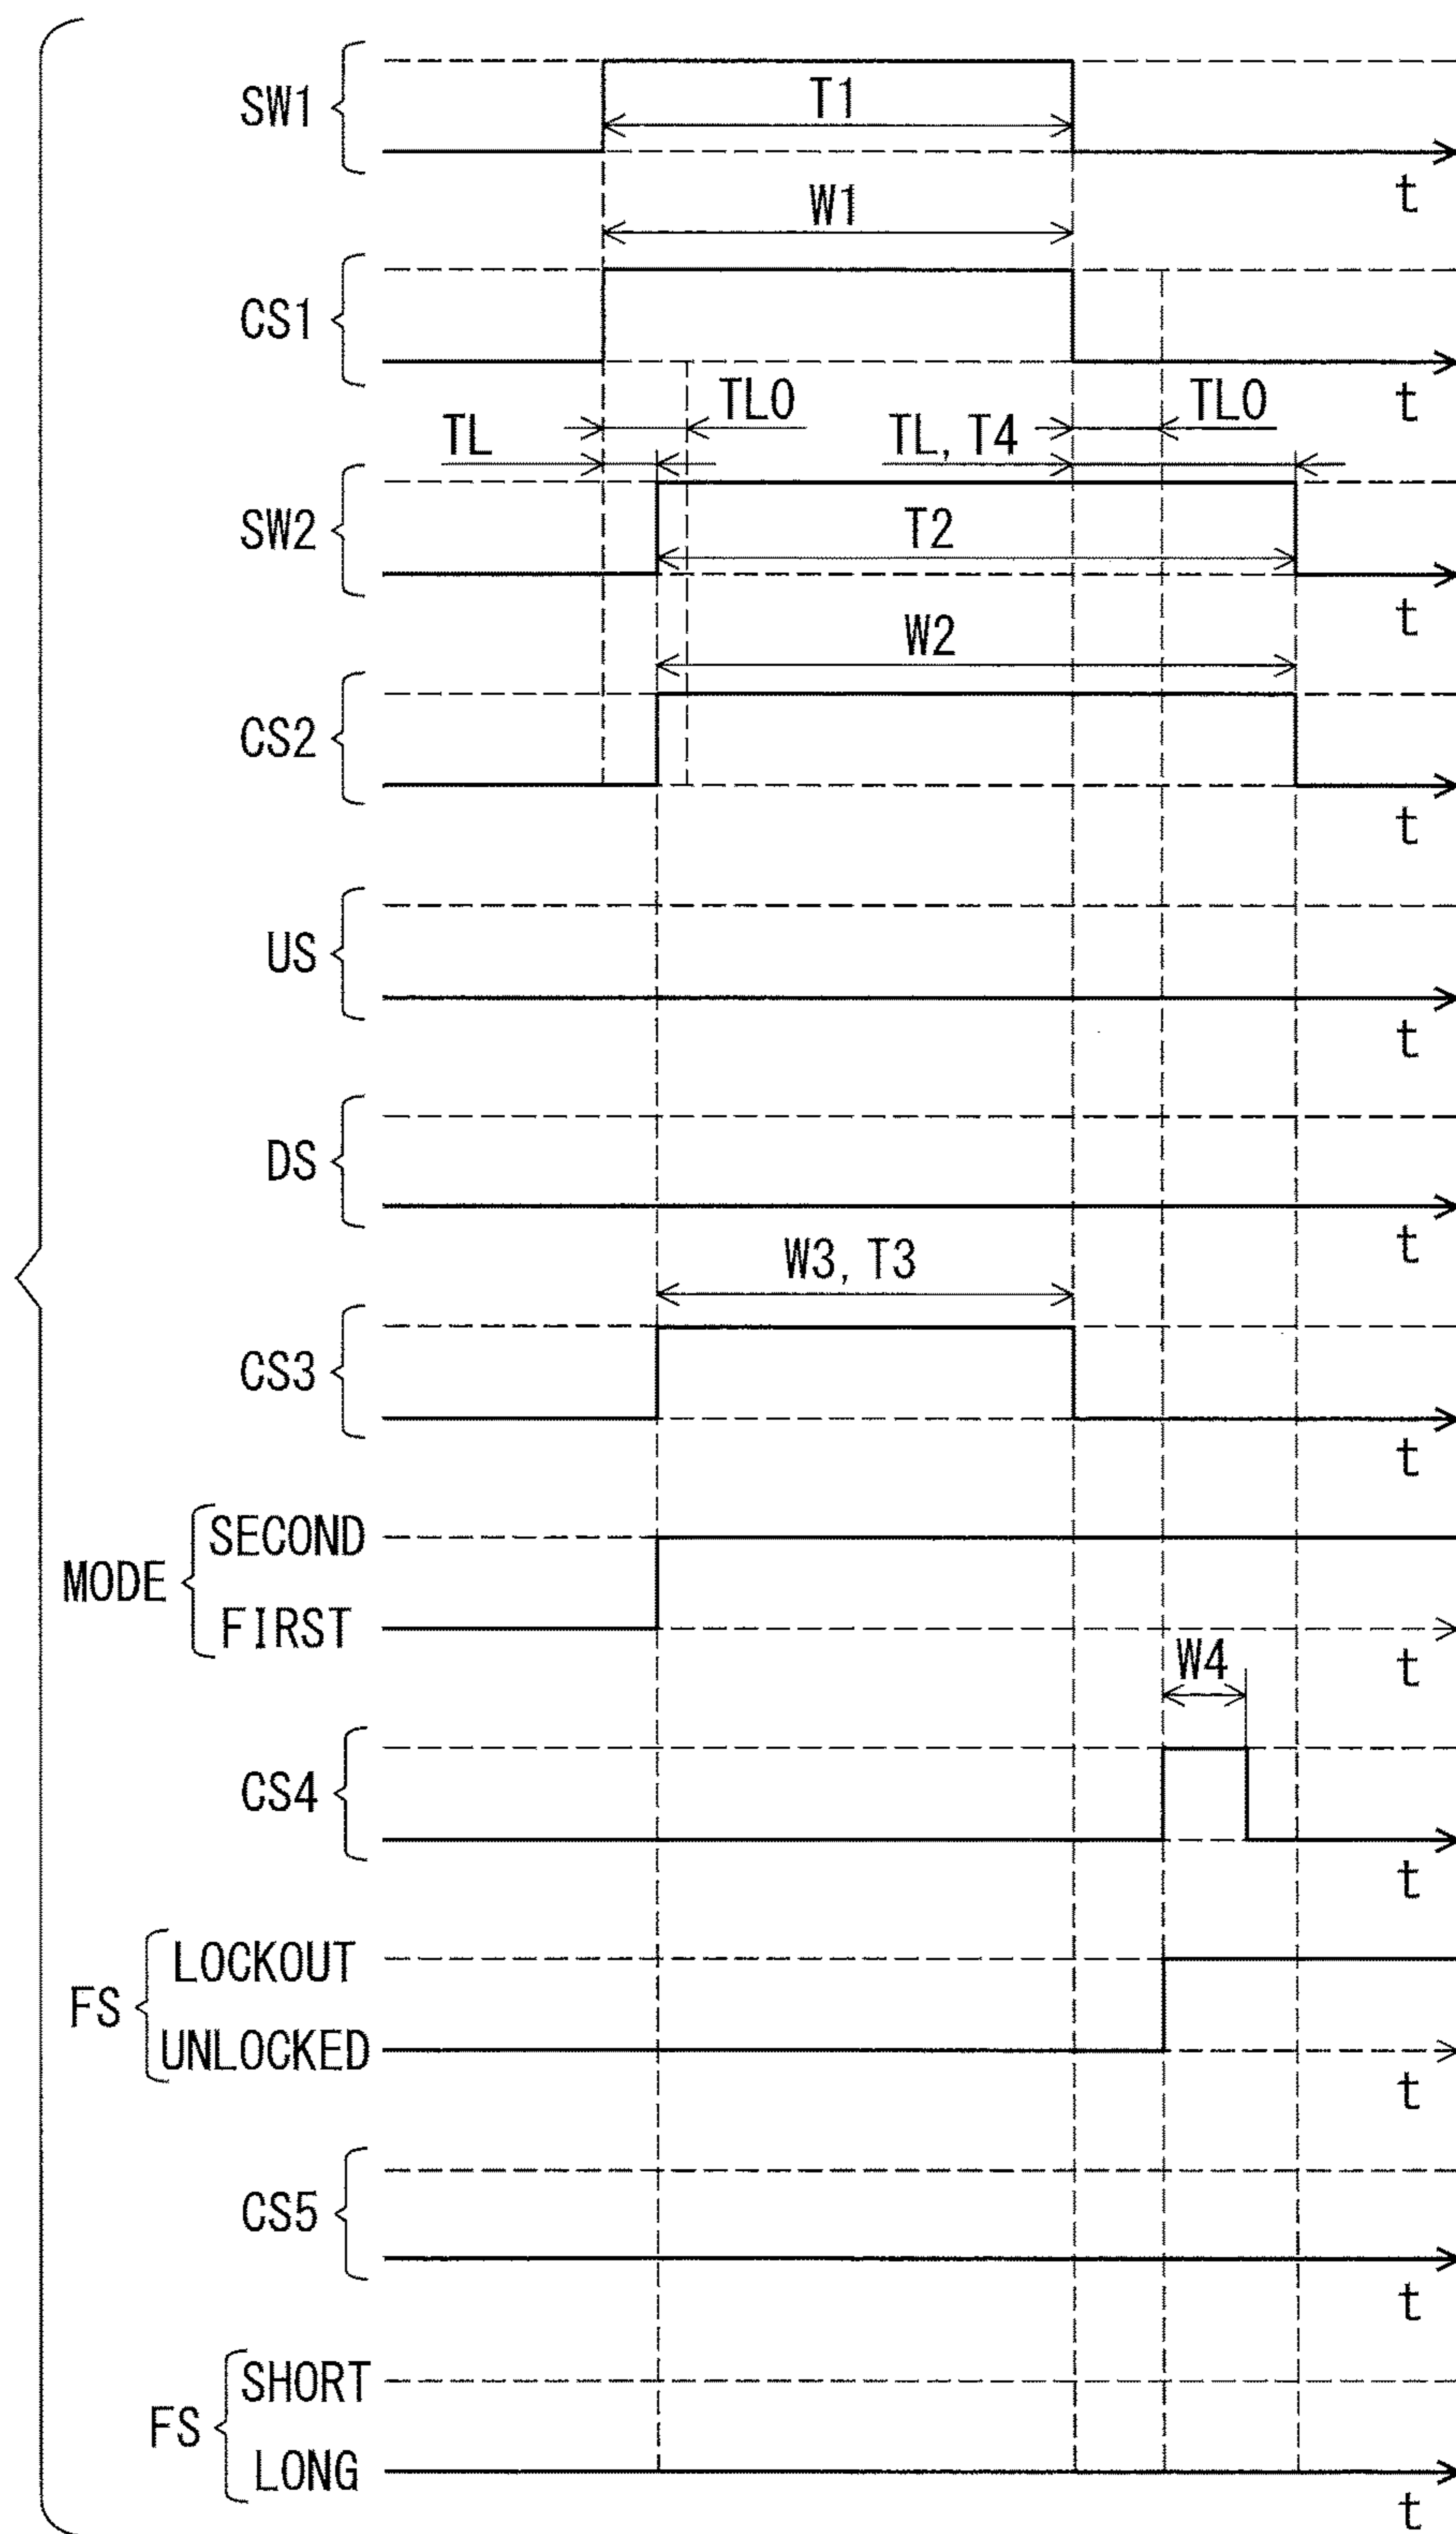 SW1
T1
t
W1
CS1
t
TL0
TL
TL, T4
TL0
SW2
T2
t
W2
CS2
t
US
t
DS
t
W3, T3
CS3
t
MODE
SECOND
FIRST
t
W4
CS4
t
FS
LOCKOUT
UNLOCKED
t
CS5
t
FS
SHORT
LONG
t